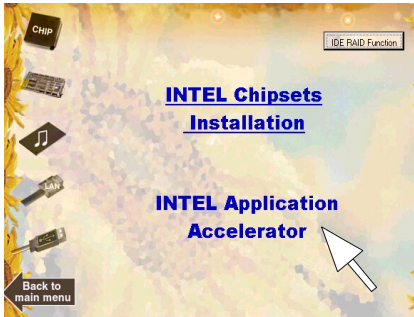 CHIP
IDE RAID Function
INTEL Chipsets
Installation
LAN
INTEL Application
Accelerator
Back to
main menu